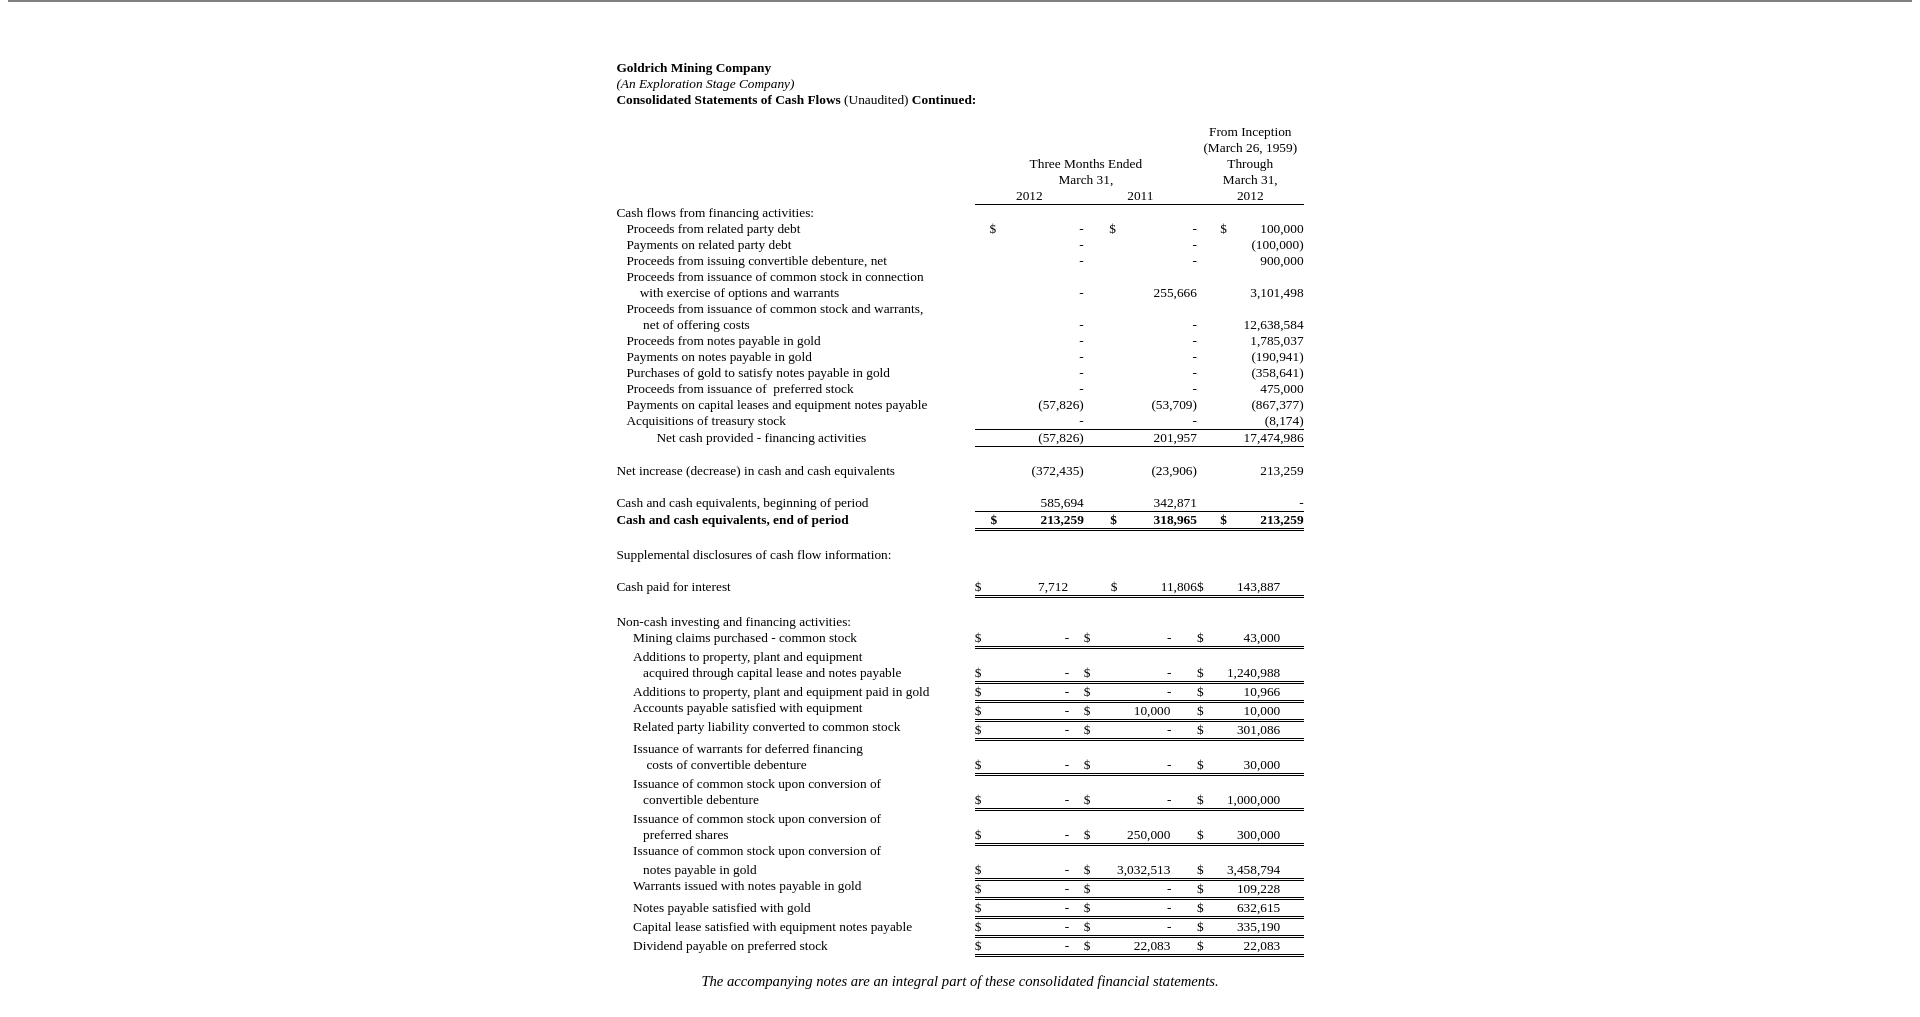 Goldrich Mining Company
(An Exploration Stage Company)
Consolidated Statements of Cash Flows (Unaudited) Continued:
From Inception
(March 26, 1959)
Three Months Ended Through
March 31, March 31,
2012 2011 2012
Cash flows from financing activities:
Proceeds from related party debt $ - $ - $ 100,000
Payments on related party debt - - (100,000)
Proceeds from issuing convertible debenture, net - - 900,000
Proceeds from issuance of common stock in connection
with exercise of options and warrants - 255,666 3,101,498
Proceeds from issuance of common stock and warrants,
net of offering costs - - 12,638,584
Proceeds from notes payable in gold - - 1,785,037
Payments on notes payable in gold - - (190,941)
Purchases of gold to satisfy notes payable in gold - - (358,641)
Proceeds from issuance of preferred stock - - 475,000
Payments on capital leases and equipment notes payable (57,826) (53,709) (867,377)
Acquisitions of treasury stock - - (8,174)
Net cash provided - financing activities (57,826) 201,957 17,474,986
Net increase (decrease) in cash and cash equivalents (372,435) (23,906) 213,259
Cash and cash equivalents, beginning of period 585,694 342,871 -
Cash and cash equivalents, end of period $ 213,259 $ 318,965 $ 213,259
Supplemental disclosures of cash flow information:
Cash paid for interest $ 7,712 $ 11,806$ 143,887
Non-cash investing and financing activities:
Mining claims purchased - common stock $ - $ - $ 43,000
Additions to property, plant and equipment
acquired through capital lease and notes payable $ - $ - $ 1,240,988
Additions to property, plant and equipment paid in gold $ - $ - $ 10,966
Accounts payable satisfied with equipment $ - $ 10,000 $ 10,000
Related party liability converted to common stock $ - $ - $ 301,086
Issuance of warrants for deferred financing
costs of convertible debenture $ - $ - $ 30,000
Issuance of common stock upon conversion of
convertible debenture $ - $ - $ 1,000,000
Issuance of common stock upon conversion of
preferred shares $ - $ 250,000 $ 300,000
Issuance of common stock upon conversion of
notes payable in gold $ - $ 3,032,513 $ 3,458,794
Warrants issued with notes payable in gold $ - $ - $ 109,228
Notes payable satisfied with gold $ - $ - $ 632,615
Capital lease satisfied with equipment notes payable $ - $ - $ 335,190
Dividend payable on preferred stock $ - $ 22,083 $ 22,083
The accompanying notes are an integral part of these consolidated financial statements.